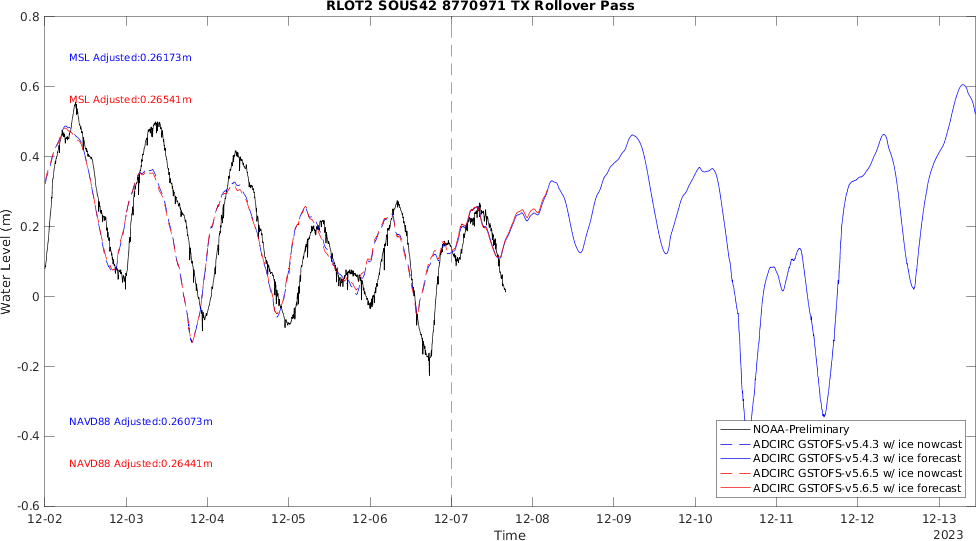 RLOT2 SOUS42 8770971 TX Rollover Pass
0.8
MSL Adjusted:0.26173m
0.6
MSL Adjusted:0.26541m
0.4
0.2
Water Level (m)
0
-0.2
NAVD88 Adjusted:0.26073m
-0.4
NAVD88 Adjusted:0.26441m
-0.6
NOAA-Preliminary
ADCIRC GSTOFS-v5.4.3 w/ ice nowcast
ADCIRC GSTOFS-v5.4.3 w/ ice forecast
ADCIRC GSTOFS-v5.6.5 w/ ice nowcast
ADCIRC GSTOFS-v5.6.5 w/ ice forecast
12-02 12-03 12-04 12-05 12-06 12-07 12-08 12-09 12-10 12-11 12-12 12-13
Time
2023